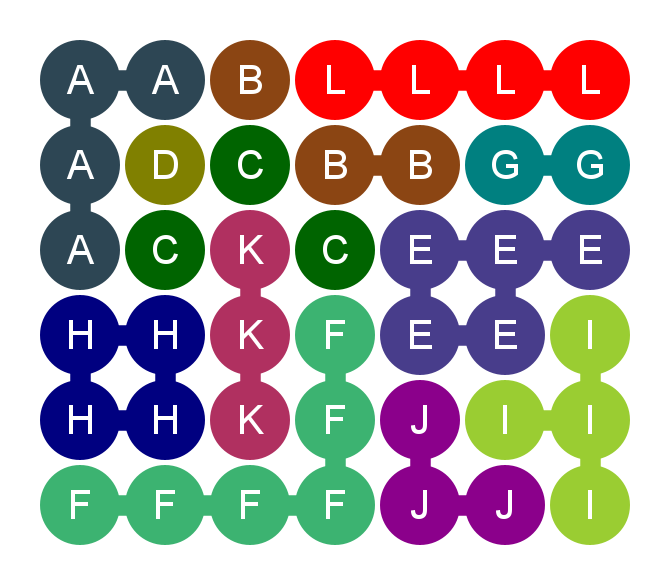 A A B L L L L
A D C B B G G
A C K C E E E
H H K F E E I
H H K F J I I
F F F F J J I